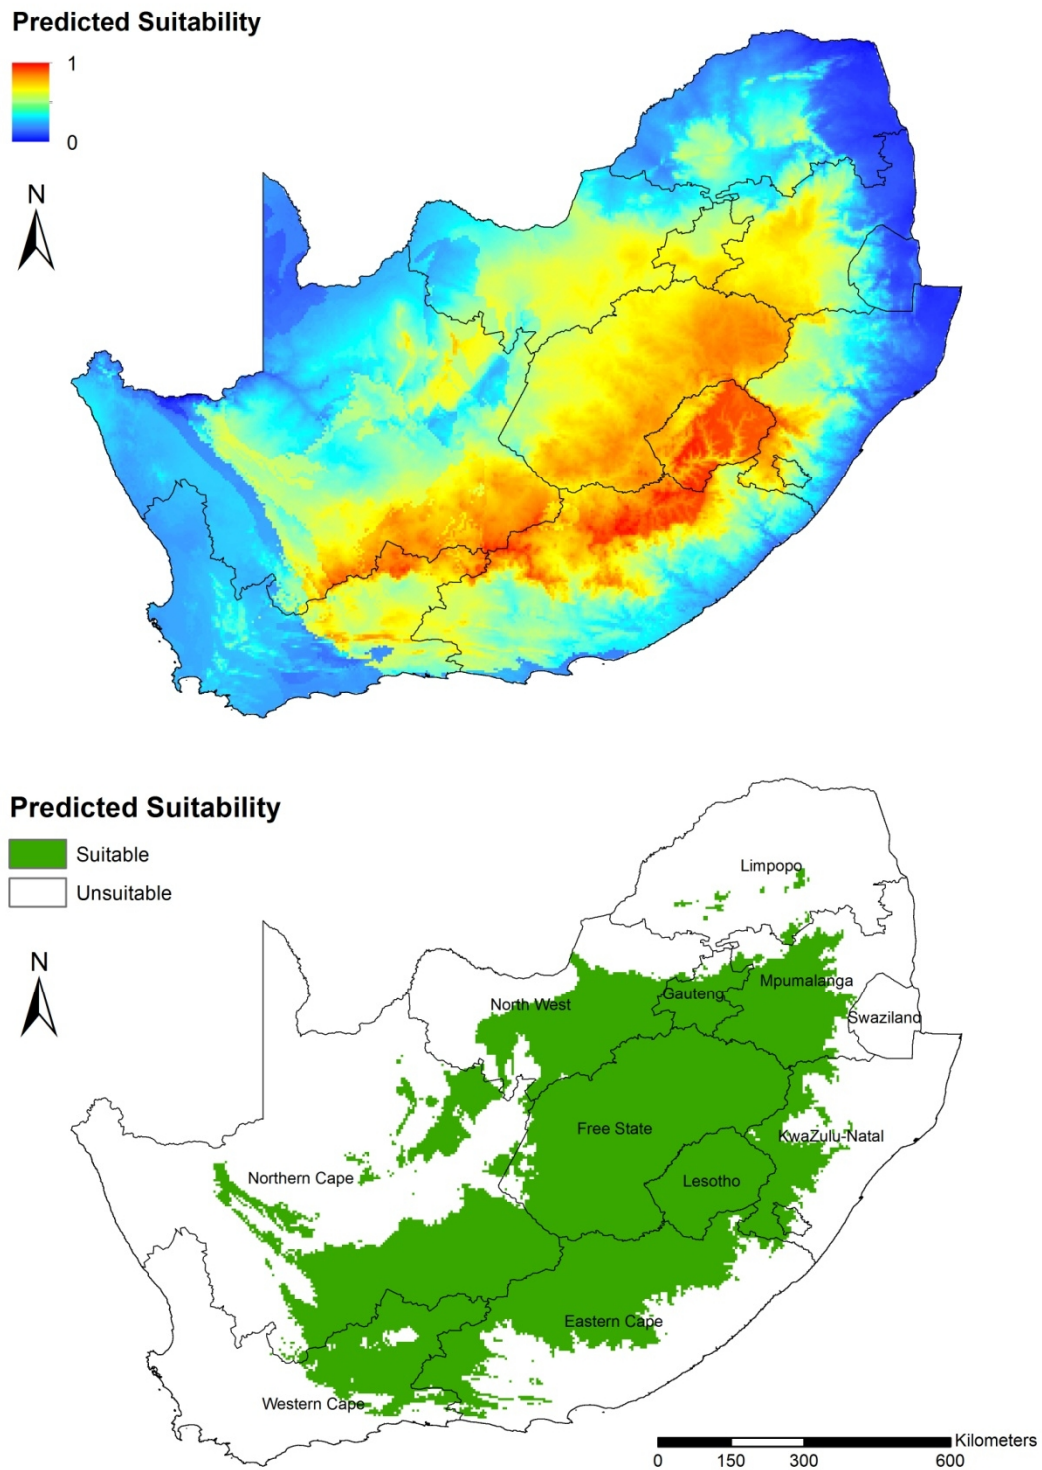 Predicted Suitability
1
0
N
Predicted Suitability
Suitable
Unsuitable
N
Limpopo
Mpumalanga
Gauteng
North West
Swaziland
Free State
KwaZulu-Natal
Northern Cape
Lesotho
Eastern Cape
Western Cape
Kilometers
0 150 300 600